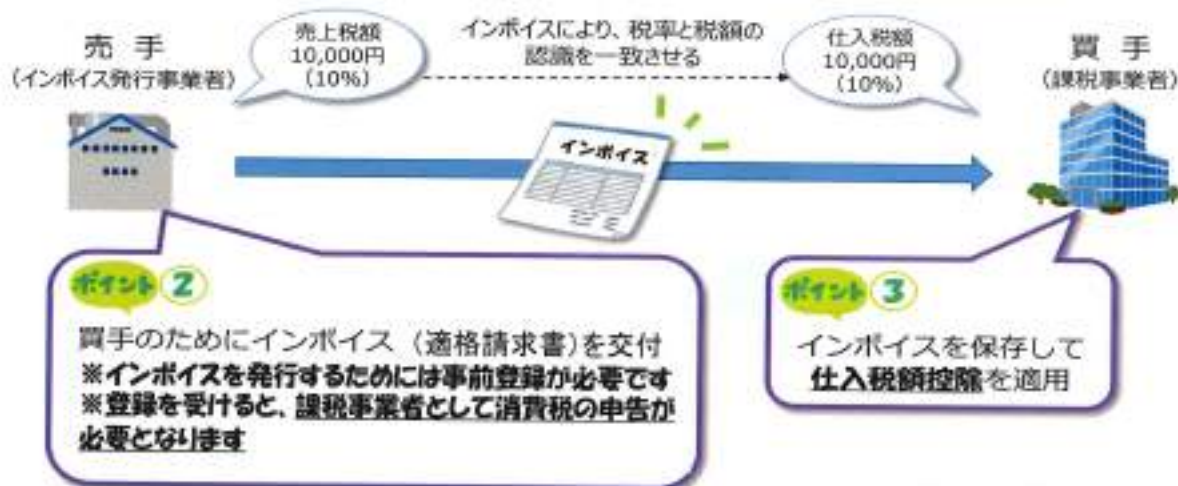 売 手
(インボイス発行事業者)
売上税額
10,000円
(10%)
インボイスにより、税率と税額の
認識を一致させる
仕入税額
10,000円
(10%)
買 手
(課税事業者)
インボイス
ポイント ②
買手のためにインボイス (適格請求書)を交付
※インボイスを発行するためには事前登録が必要です
※登録を受けると、課税事業者として消費税の申告が
必要となります
ポイント ③
インボイスを保存して
仕入税額控除を適用